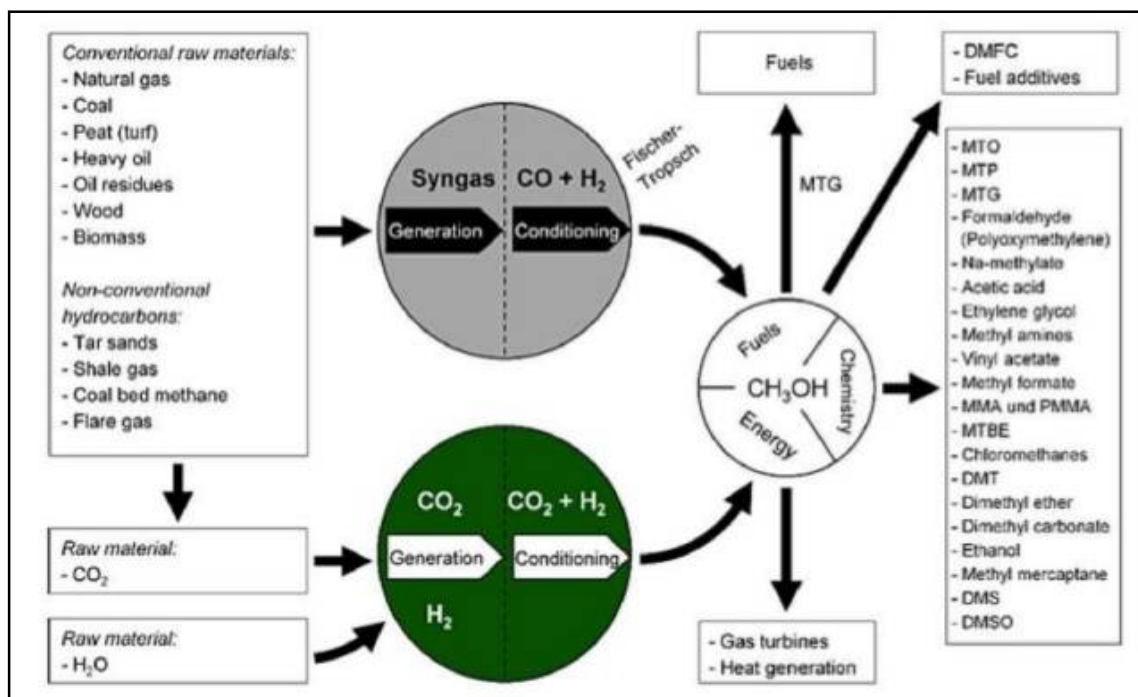 Conventional raw materials:
- Natural gas
- Coal
- Peat (turf)
- Heavy oil
- Oil residues
- Wood
- Biomass
Non-conventional
hydrocarbons:
- Tar sands
- Shale gas
- Coal bed methane
- Flare gas
Raw material:
- CO₂
Raw material:
- H₂O
Syngas
CO + H₂
Generation
Conditioning
Fischer-
Tropsch
CO₂
CO₂ + H₂
Generation
Conditioning
H₂
Fuels
MTG
Fuels
Chemistry
CH₃OH
Energy
- Gas turbines
- Heat generation
- DMFC
- Fuel additives
- MTO
- MTP
- MTG
- Formaldehyde
(Polyoxymethylene)
- Na-methylate
- Acetic acid
- Ethylene glycol
- Methyl amines
- Vinyl acetate
- Methyl formate
- MMA und PMMA
- MTBE
- Chloromethanes
- DMT
- Dimethyl ether
- Dimethyl carbonate
- Ethanol
- Methyl mercaptane
- DMS
- DMSO